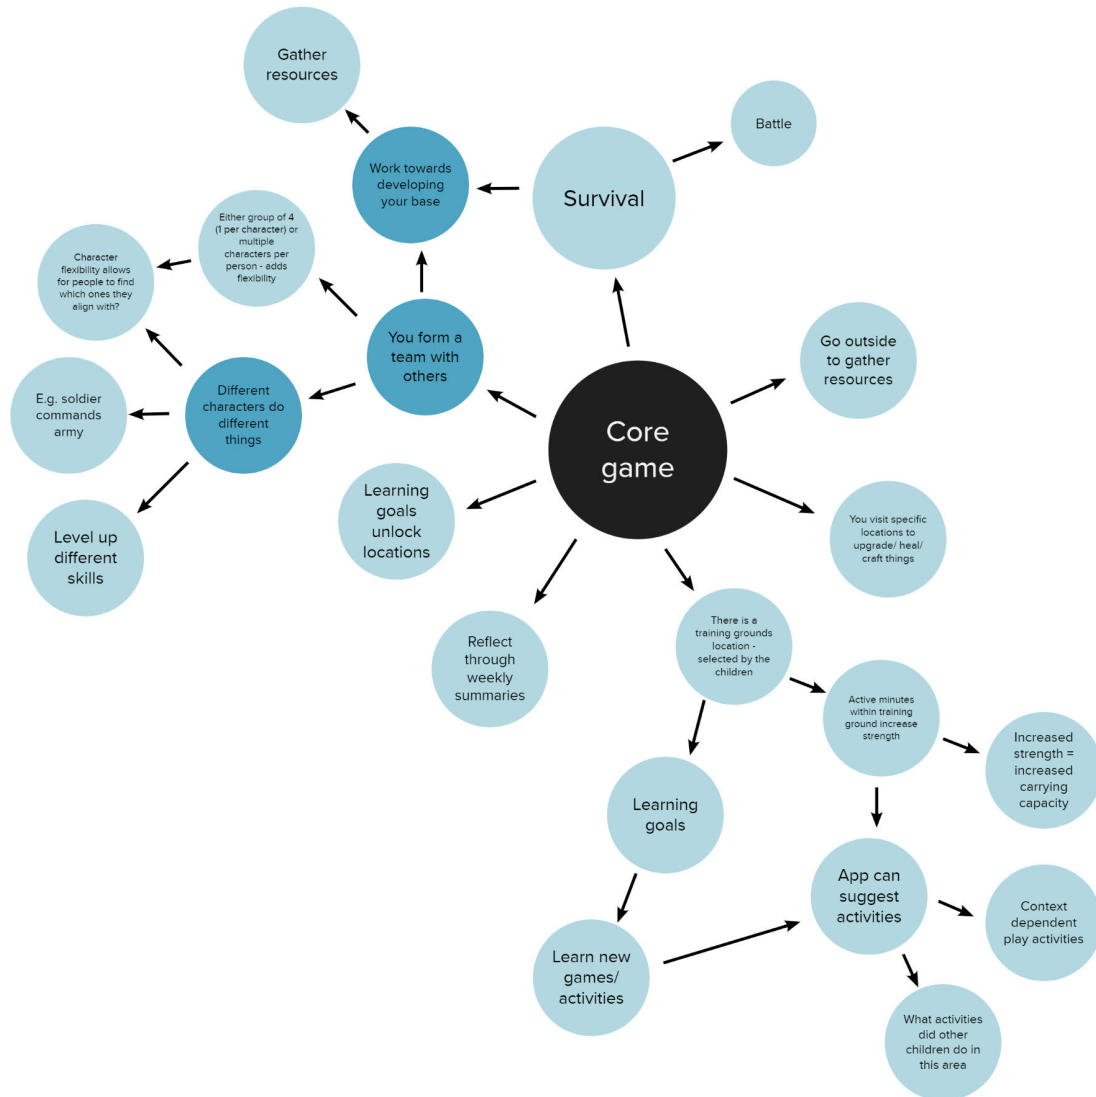 Gather
resources
Battle
Work towards
developing
your base
Survival
Either group of 4
(1 per character) or
multiple
characters per
person - adds
flexibility
Character
flexibility allows
for people to find
which ones they
align with?
You form a
team with
others
Go outside
to gather
resources
E.g. soldier
commands
army
Different
characters do
different
things
Core
game
Learning
goals
unlock
locations
You visit specific
locations to
upgrade/ heal/
craft things
Level up
different
skills
Reflect
through
weekly
summaries
There is a
training grounds
location -
selected by the
children
Active minutes
within training
ground increase
strength
Increased
strength =
increased
carrying
capacity
Learning
goals
App can
suggest
activities
Context
dependent
play activities
Learn new
games/
activities
What activities
did other
children do in
this area